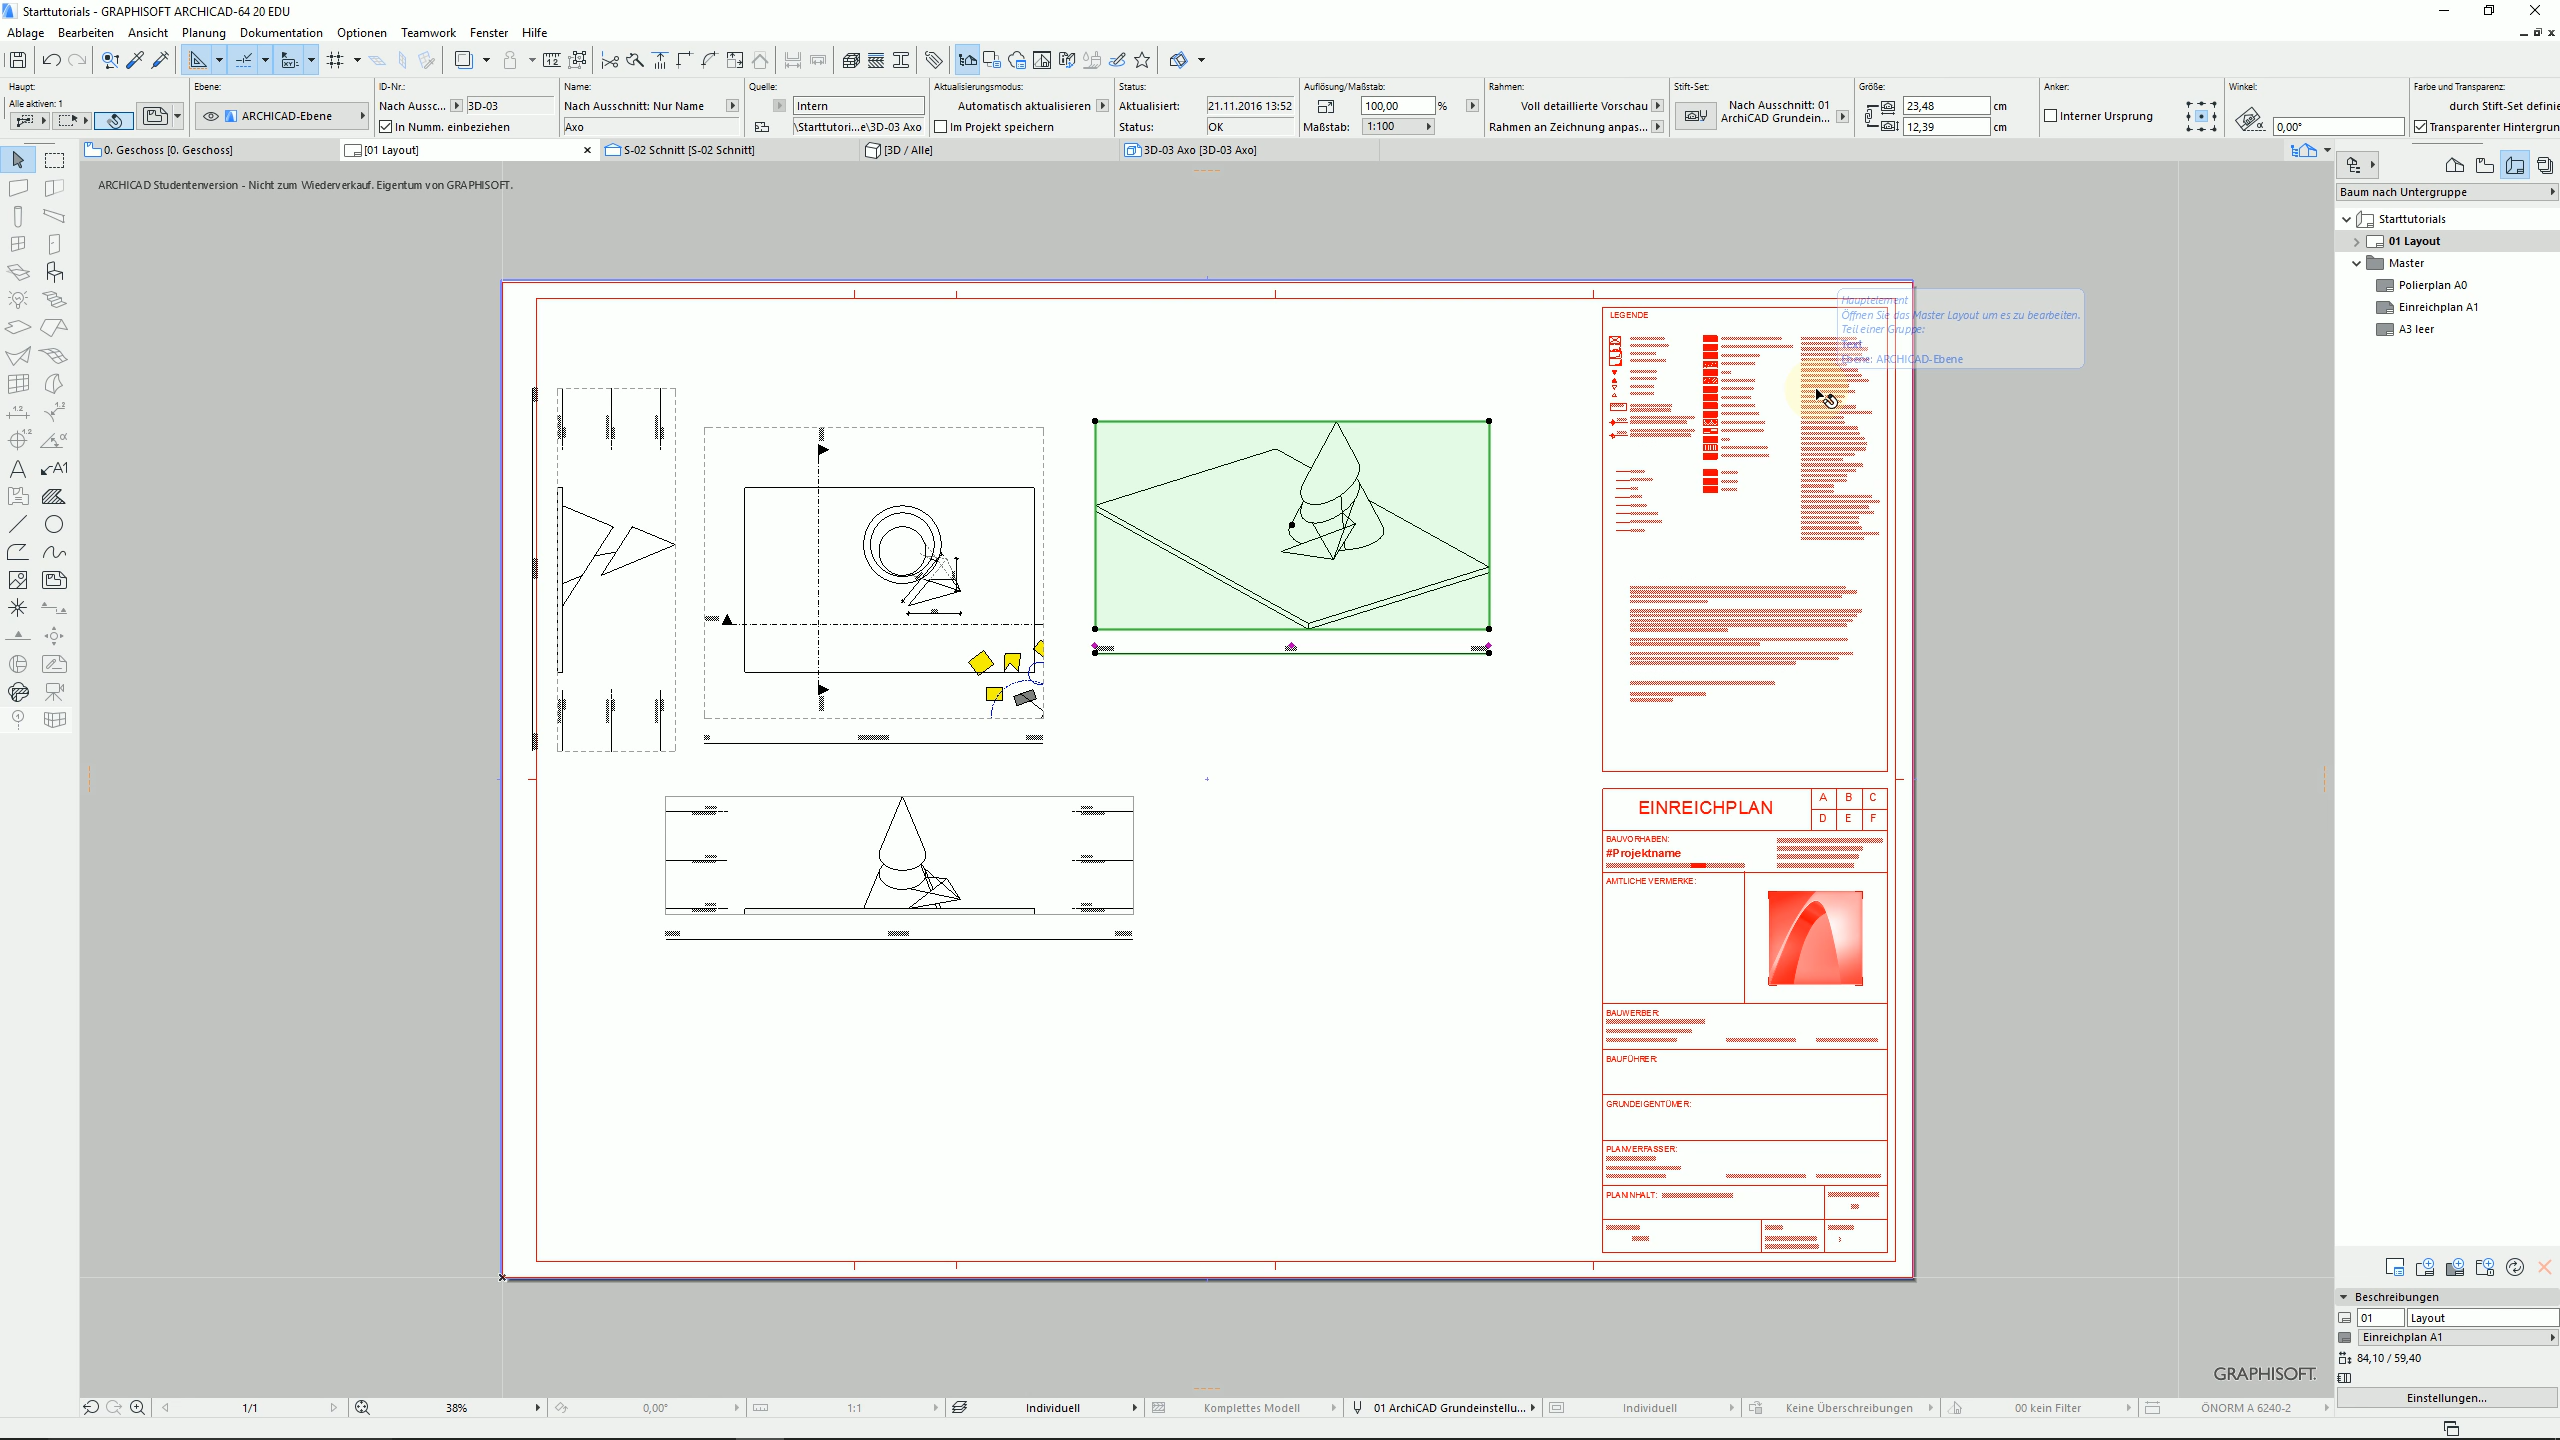 Starttutorials - GRAPHISOFT ARCHICAD-64 20 EDU
Ablage Bearbeiten Ansicht Planung Dokumentation Optionen Teamwork Fenster Hilfe
Haupt: Ebene: ID-Nr.: Name: Quelle: Aktualisierungsmodus: Status: Auflösung/Maßstab: Rahmen: Stift-Set: Größe: Anker: Winkel: Farbe und Transparenz:
Alle aktiven: 1
ARCHICAD-Ebene
Nach Aussc... 3D-03
In Numm. einbeziehen
Nach Ausschnitt: Nur Name
Axo
Intern
\Starttutori...e\3D-03 Axo
Automatisch aktualisieren
Im Projekt speichern
Aktualisiert: 21.11.2016 13:52
Status: OK
100,00 %
Maßstab: 1:100
Voll detaillierte Vorschau
Rahmen an Zeichnung anpas...
Nach Ausschnitt: 01
ArchiCAD Grundein...
23,48 cm
12,39 cm
Interner Ursprung
0,00°
durch Stift-Set definie
Transparenter Hintergrun
0. Geschoss [0. Geschoss] [01 Layout] S-02 Schnitt [S-02 Schnitt] [3D / Alle] 3D-03 Axo [3D-03 Axo]
ARCHICAD Studentenversion - Nicht zum Wiederverkauf. Eigentum von GRAPHISOFT.
Baum nach Untergruppe
Starttutorials
01 Layout
Master
Polierplan A0
Einreichplan A1
A3 leer
Hauptelement
Öffnen Sie das Master Layout um es zu bearbeiten.
Teil einer Gruppe:
Text
Ebene: ARCHICAD-Ebene
LEGENDE
EINREICHPLAN
A B C
D E F
BAUVORHABEN:
#Projektname
AMTLICHE VERMERKE:
BAUWERBER:
BAUFÜHRER:
GRUNDEIGENTÜMER:
PLANVERFASSER:
PLANINHALT:
GRAPHISOFT.
Beschreibungen
01 Layout
Einreichplan A1
84,10 / 59,40
Einstellungen...
1/1 38% 0,00° 1:1 Individuell Komplettes Modell 01 ArchiCAD Grundeinstellu... Individuell Keine Überschreibungen 00 kein Filter ÖNORM A 6240-2